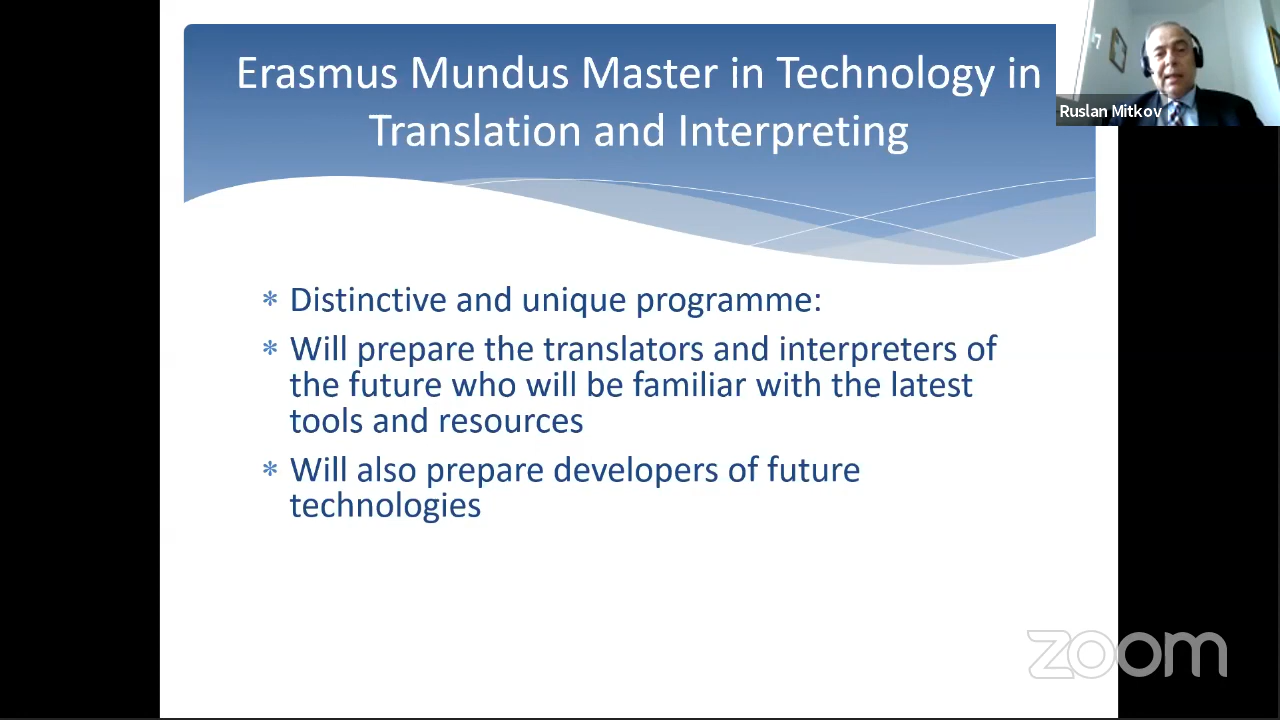 Erasmus Mundus Master in Technology in
Translation and Interpreting
Ruslan Mitkov
* Distinctive and unique programme:
* Will prepare the translators and interpreters of
the future who will be familiar with the latest
tools and resources
* Will also prepare developers of future
technologies
zoom